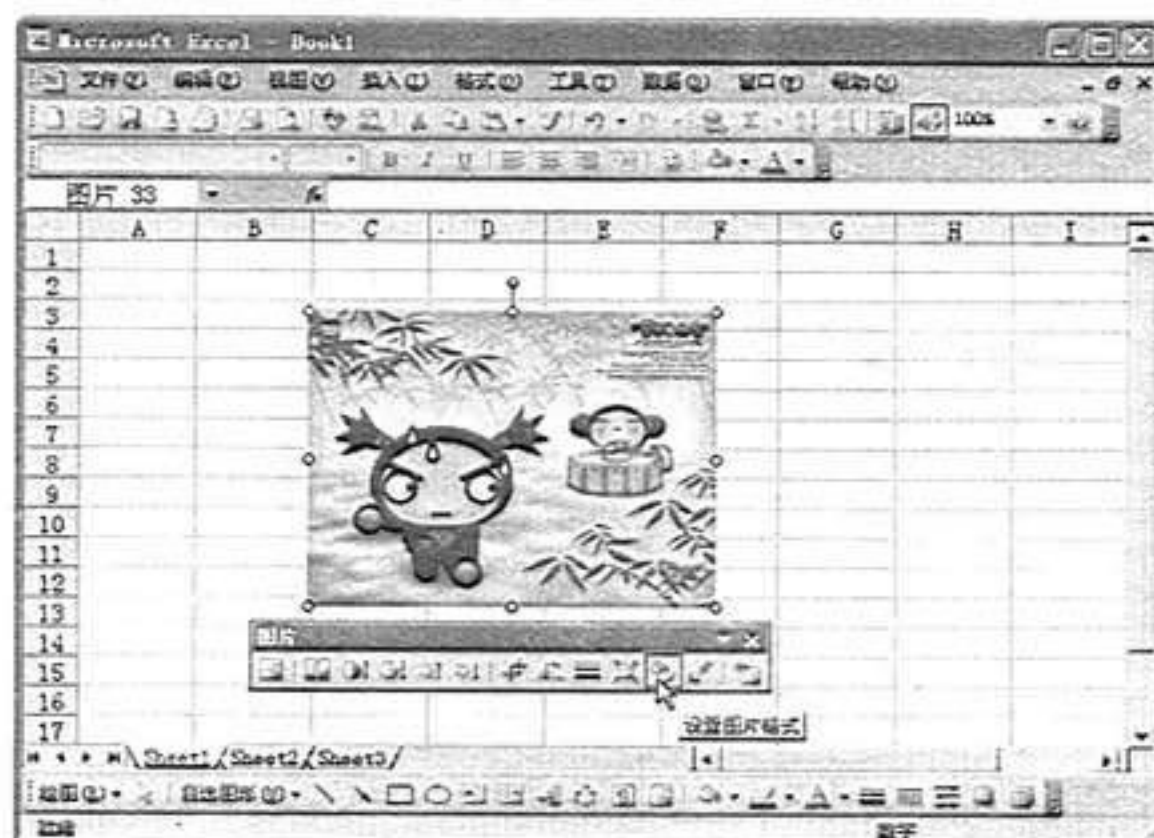 Microsoft Excel - Book1
文件(F) 编辑(E) 视图(V) 插入(I) 格式(O) 工具(T) 数据(D) 窗口(W) 帮助(H)
100%
B I U A
图片 33 fx
A B C D E F G H I
1
2
3
4
5
6
7
8
9
10
11
12
13
图片
14
15
16
设置图片格式
17
Sheet1 Sheet2 Sheet3
绘图(R) 自选图形(U) A
就绪 数字